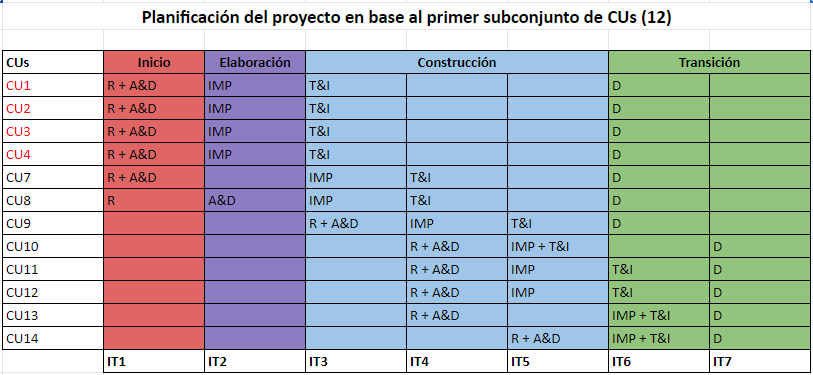 Planificación del proyecto en base al primer subconjunto de CUs (12)
CUs Inicio Elaboración Construcción Transición
CU1 R + A&D IMP T&I D
CU2 R + A&D IMP T&I D
CU3 R + A&D IMP T&I D
CU4 R + A&D IMP T&I D
CU7 R + A&D IMP T&I D
CU8 R A&D IMP T&I D
CU9 R + A&D IMP T&I D
CU10 R + A&D IMP + T&I D
CU11 R + A&D IMP T&I D
CU12 R + A&D IMP T&I D
CU13 R + A&D IMP + T&I D
CU14 R + A&D IMP + T&I D
IT1 IT2 IT3 IT4 IT5 IT6 IT7